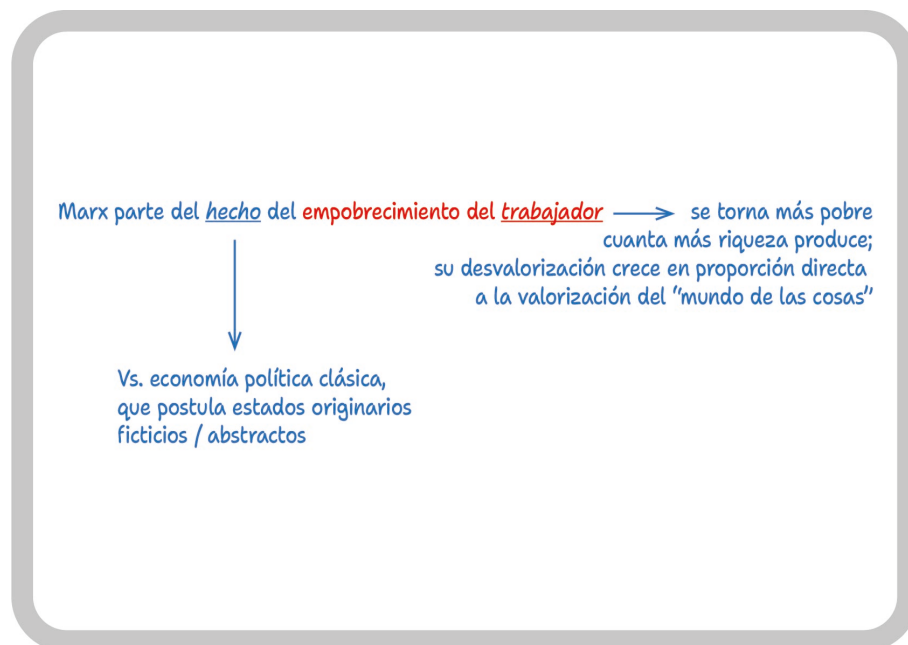 Marx parte del hecho del empobrecimiento del trabajador → se torna más pobre
cuanta más riqueza produce;
su desvalorización crece en proporción directa
a la valorización del "mundo de las cosas"
Vs. economía política clásica,
que postula estados originarios
ficticios / abstractos